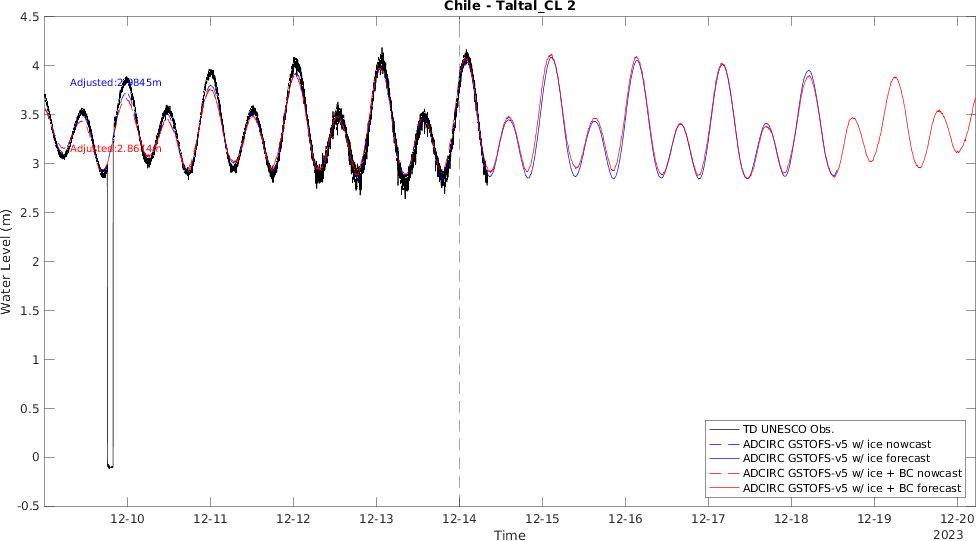 Chile - Taltal_CL 2
4.5
4
3.5
3
2.5
2
1.5
1
0.5
0
-0.5
Water Level (m)
Adjusted:2.9845m
Adjusted:2.8674m
TD UNESCO Obs.
ADCIRC GSTOFS-v5 w/ ice nowcast
ADCIRC GSTOFS-v5 w/ ice forecast
ADCIRC GSTOFS-v5 w/ ice + BC nowcast
ADCIRC GSTOFS-v5 w/ ice + BC forecast
12-10 12-11 12-12 12-13 12-14 12-15 12-16 12-17 12-18 12-19 12-20
Time
2023